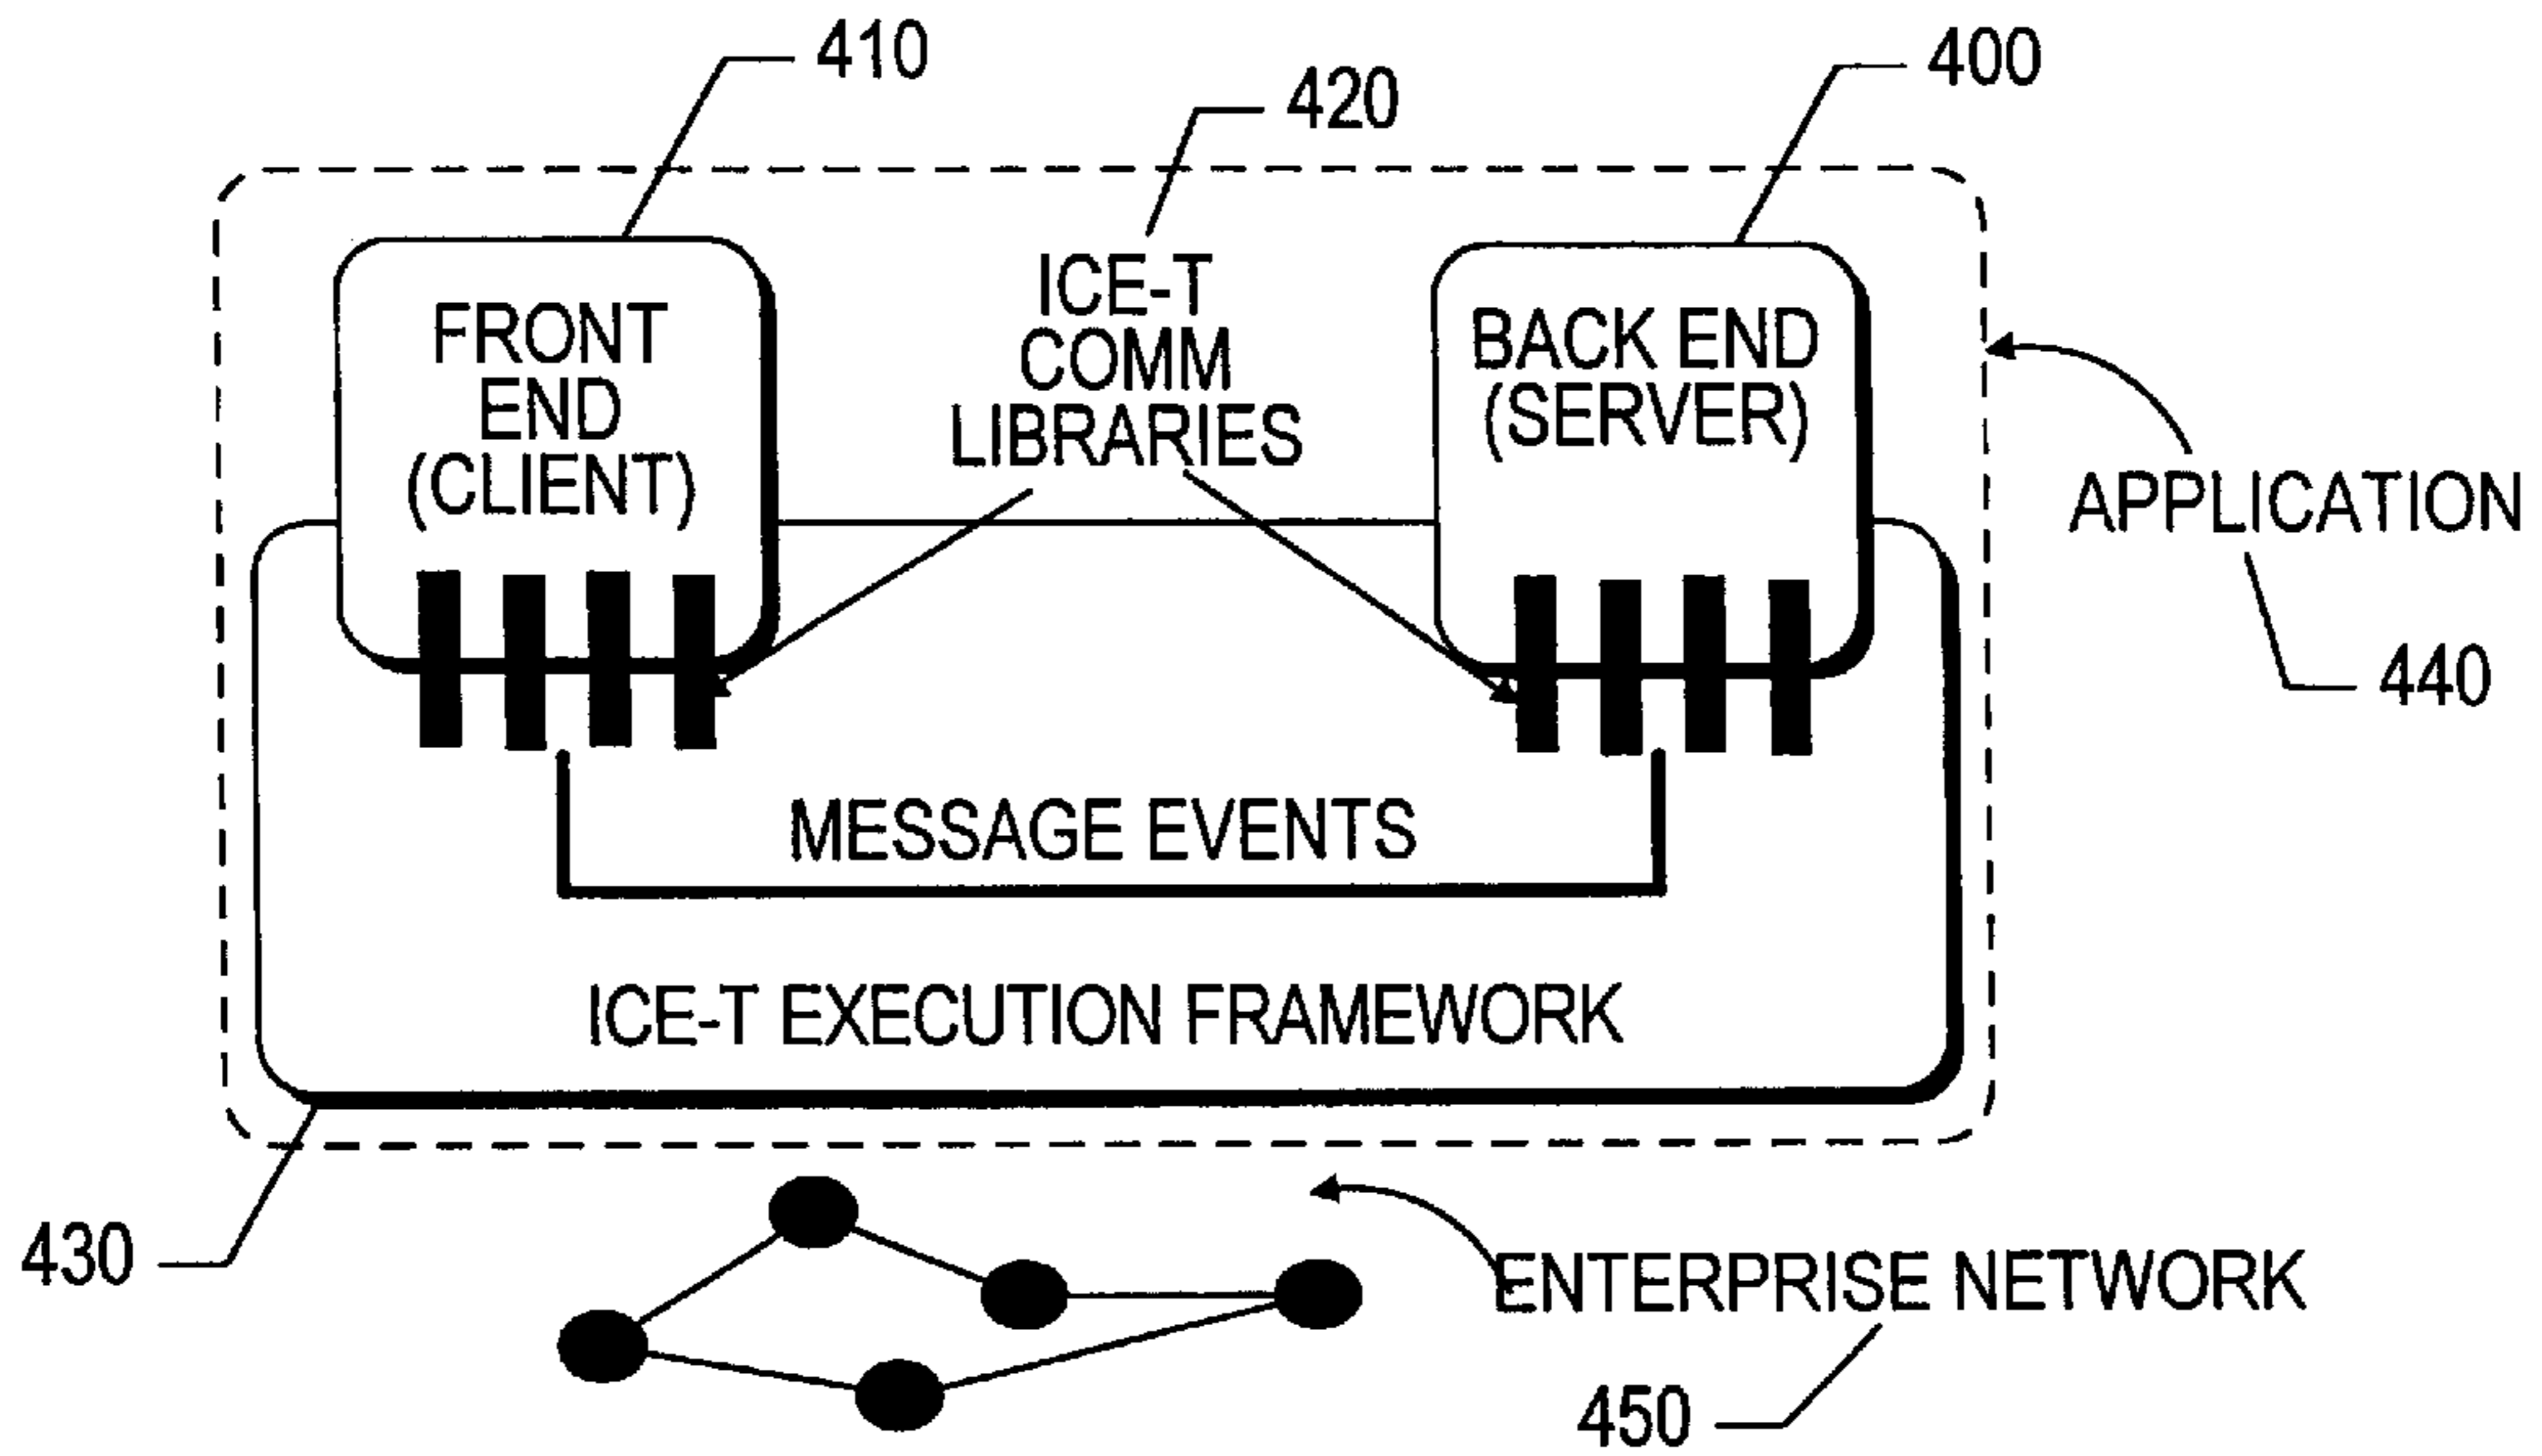 410
400
420
ICE-T
COMM
LIBRARIES
FRONT
END
(CLIENT)
BACK END
(SERVER)
APPLICATION
440
MESSAGE EVENTS
ICE-T EXECUTION FRAMEWORK
430
ENTERPRISE NETWORK
450